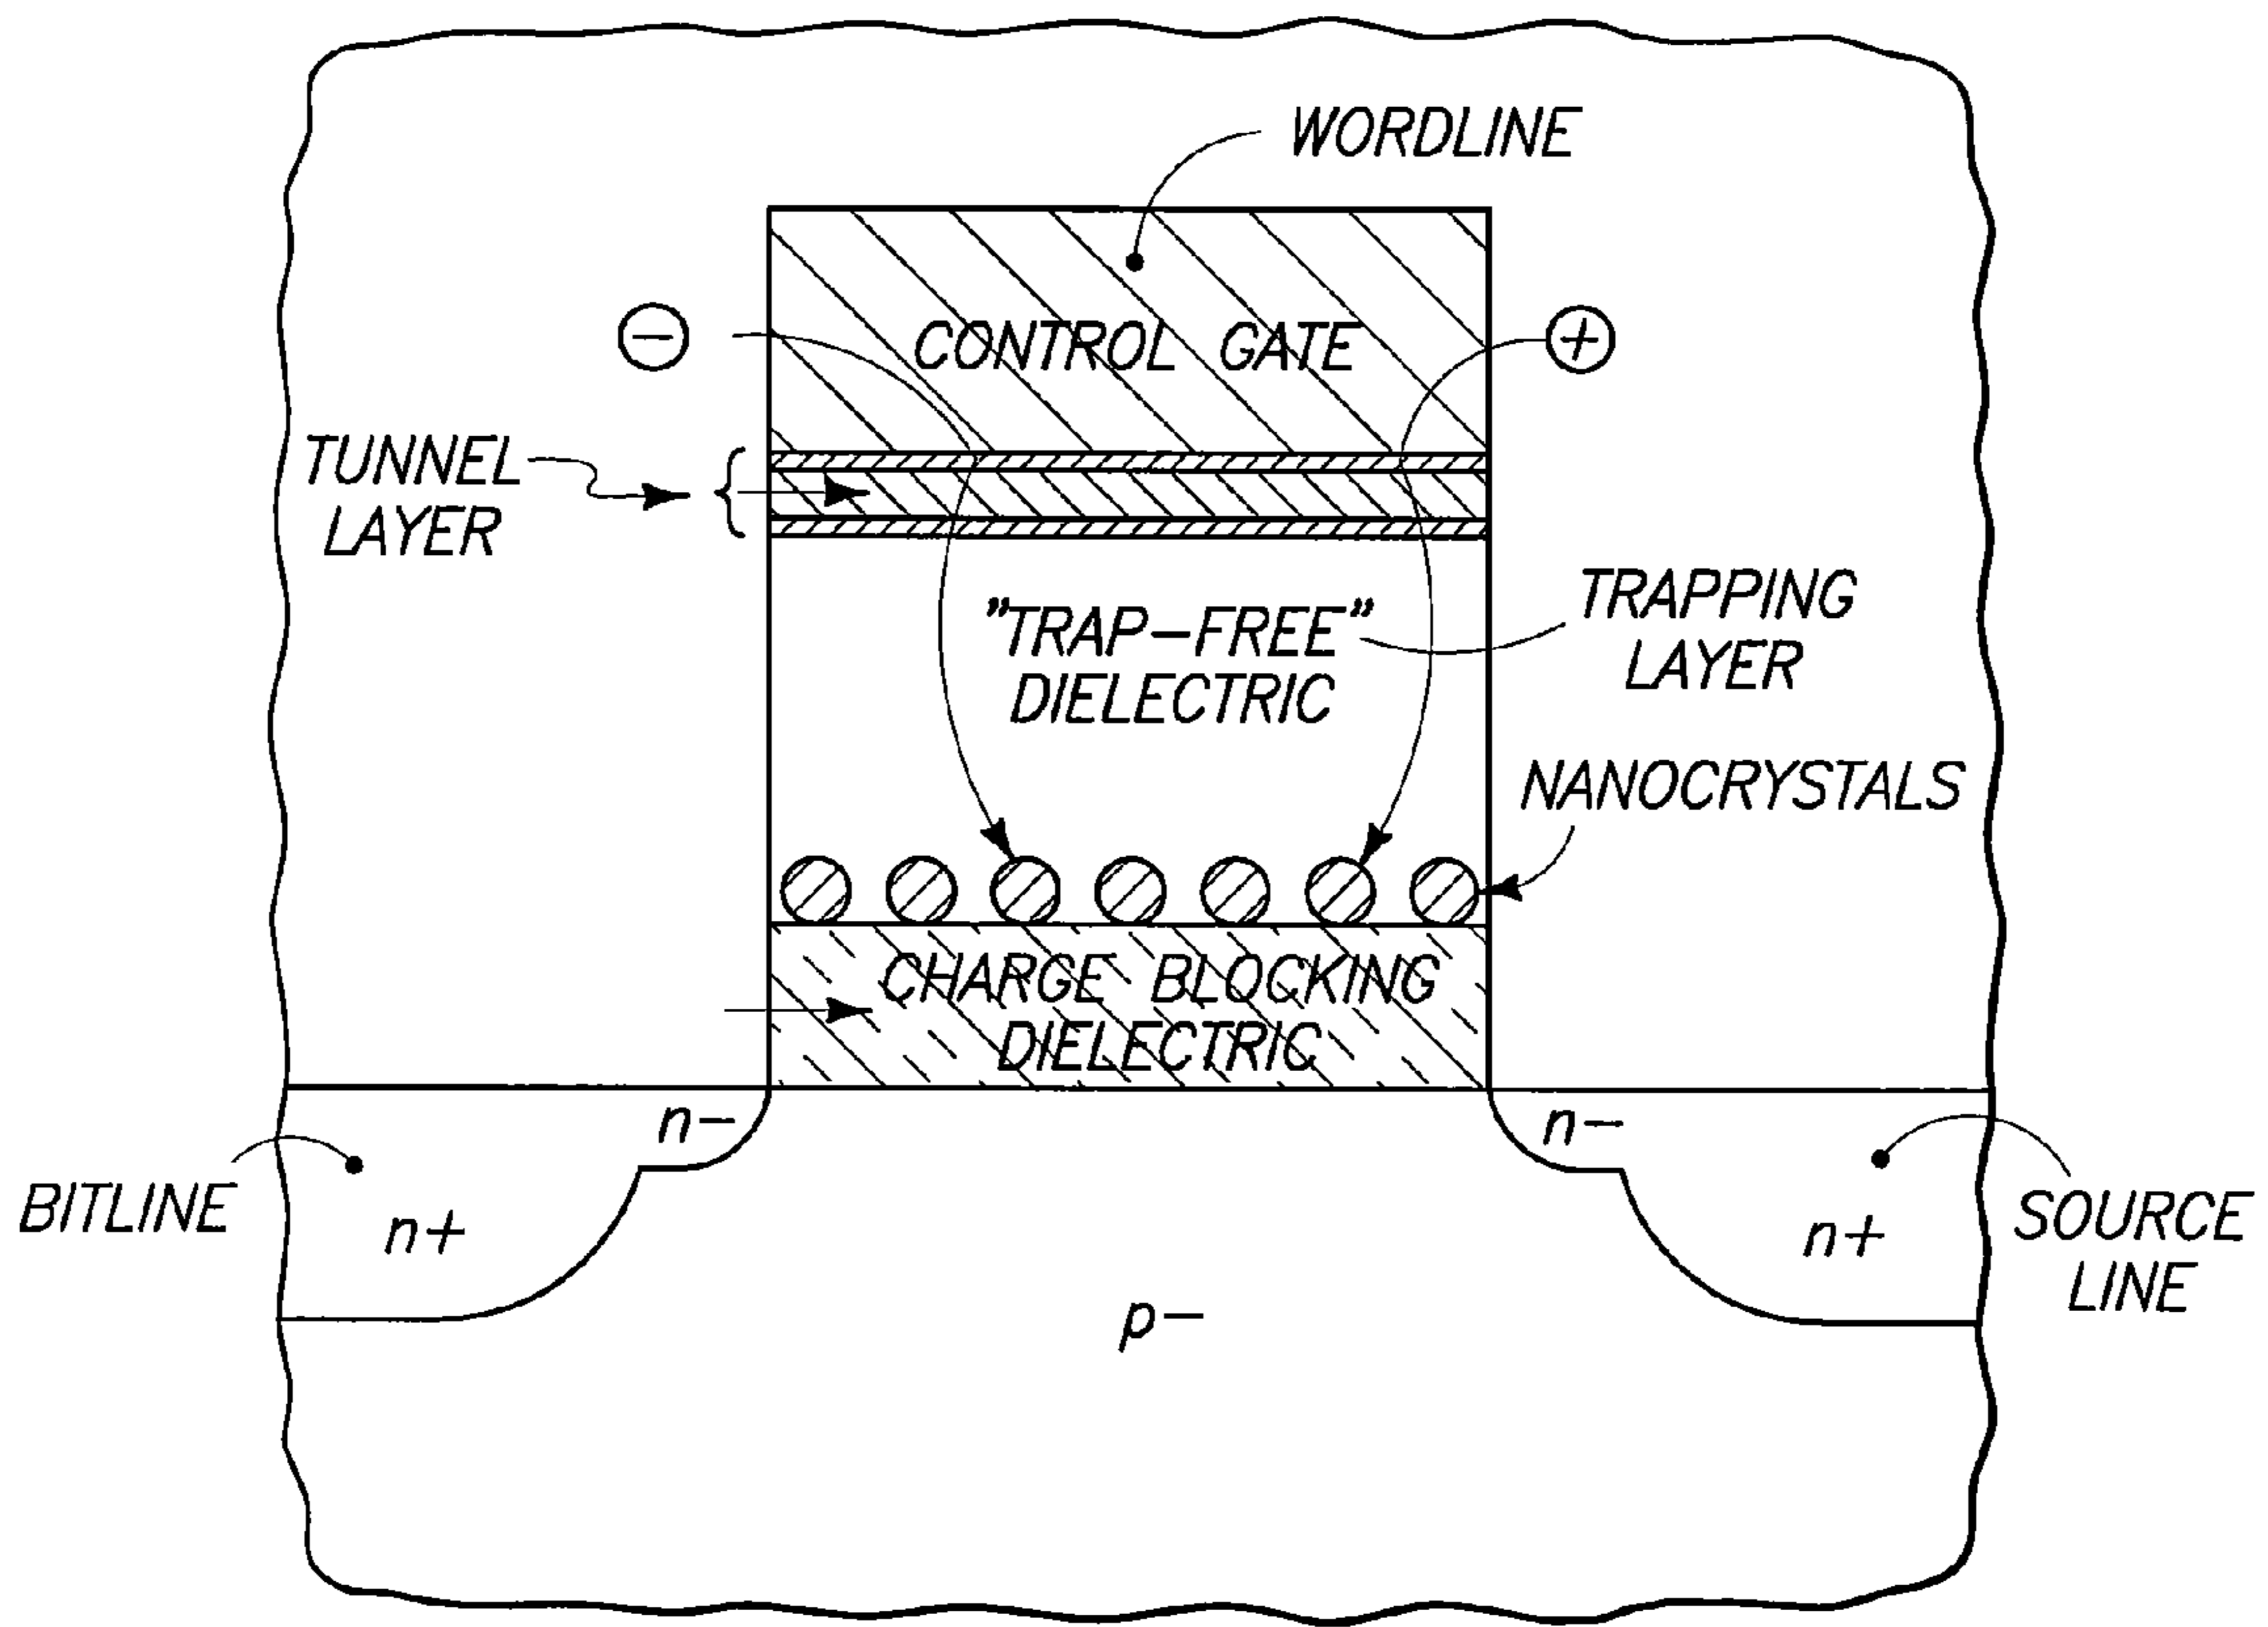 WORDLINE
−
CONTROL GATE
+
TUNNEL
LAYER
"TRAP–FREE"
DIELECTRIC
TRAPPING
LAYER
NANOCRYSTALS
CHARGE BLOCKING
DIELECTRIC
n−
n−
BITLINE
n+
n+
SOURCE
LINE
p−